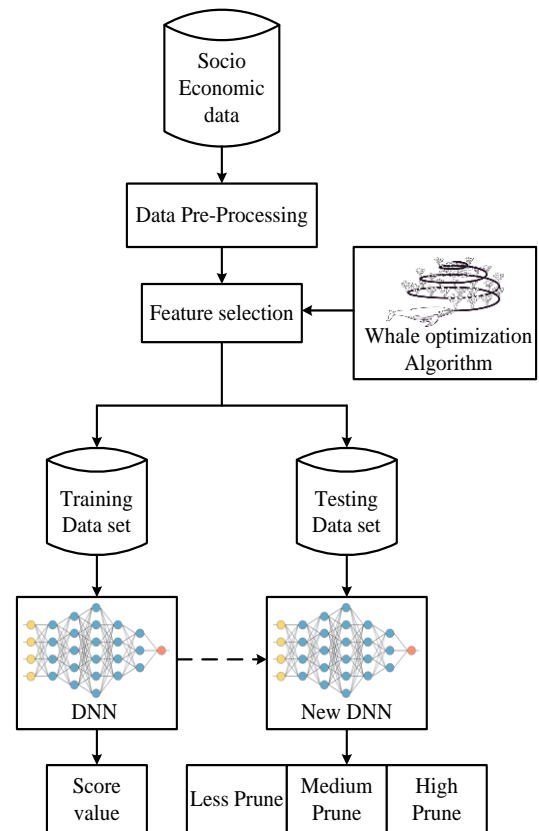 Socio
Economic
data
Data Pre-Processing
Feature selection
Whale optimization
Algorithm
Training
Data set
Testing
Data set
DNN
New DNN
Score
value
Less Prune
Medium
Prune
High
Prune